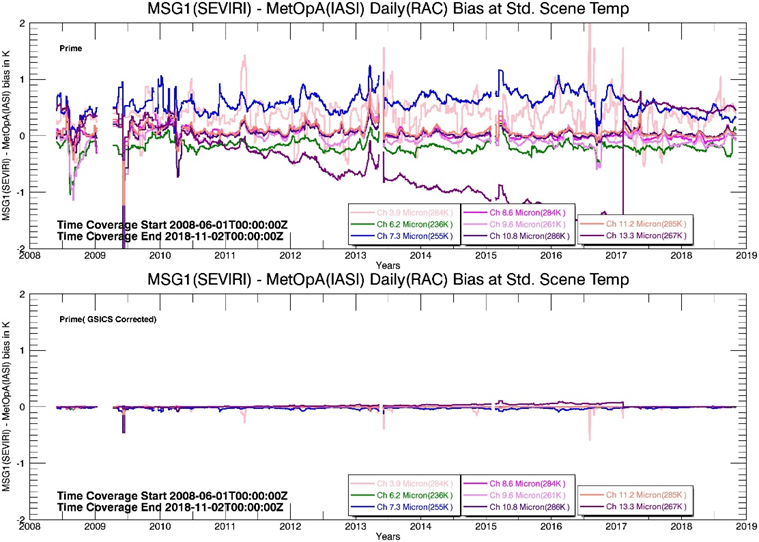 MSG1(SEVIRI) - MetOpA(IASI) Daily(RAC) Bias at Std. Scene Temp
2
Prime
1
MSG1(SEVIRI) - MetOpA(IASI) bias in K
0
-1
Ch 3.9 Micron(284K) Ch 8.6 Micron(284K)
Time Coverage Start 2008-06-01T00:00:00Z Ch 6.2 Micron(236K) Ch 9.6 Micron(261K) Ch 11.2 Micron(285K)
Time Coverage End 2018-11-02T00:00:00Z Ch 7.3 Micron(255K) Ch 10.8 Micron(286K) Ch 13.3 Micron(267K)
-2
2008 2009 2010 2011 2012 2013 2014 2015 2016 2017 2018 2019
Years
MSG1(SEVIRI) - MetOpA(IASI) Daily(RAC) Bias at Std. Scene Temp
2
Prime( GSICS Corrected)
1
MSG1(SEVIRI) - MetOpA(IASI) bias in K
0
-1
Ch 3.9 Micron(284K) Ch 8.6 Micron(284K)
Time Coverage Start 2008-06-01T00:00:00Z Ch 6.2 Micron(236K) Ch 9.6 Micron(261K) Ch 11.2 Micron(285K)
Time Coverage End 2018-11-02T00:00:00Z Ch 7.3 Micron(255K) Ch 10.8 Micron(286K) Ch 13.3 Micron(267K)
-2
2008 2009 2010 2011 2012 2013 2014 2015 2016 2017 2018 2019
Years